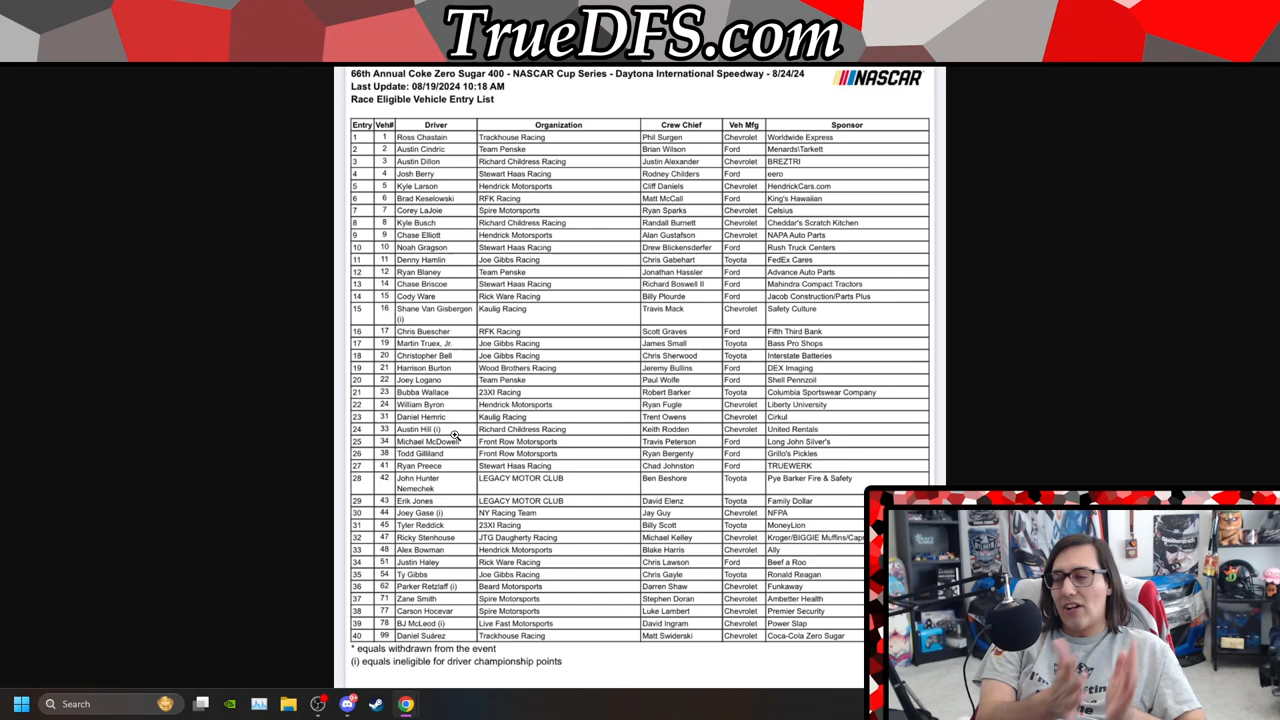 TrueDFS.com
66th Annual Coke Zero Sugar 400 - NASCAR Cup Series - Daytona International Speedway - 8/24/24
NASCAR
Last Update: 08/19/2024 10:18 AM
Race Eligible Vehicle Entry List
Entry Veh# Driver Organization Crew Chief Veh Mfg Sponsor
1 1 Ross Chastain Trackhouse Racing Phil Surgen Chevrolet Worldwide Express
2 2 Austin Cindric Team Penske Brian Wilson Ford Menards\Tarkett
3 3 Austin Dillon Richard Childress Racing Justin Alexander Chevrolet BREZTRI
4 4 Josh Berry Stewart Haas Racing Rodney Childers Ford eero
5 5 Kyle Larson Hendrick Motorsports Cliff Daniels Chevrolet HendrickCars.com
6 6 Brad Keselowski RFK Racing Matt McCall Ford King's Hawaiian
7 7 Corey LaJoie Spire Motorsports Ryan Sparks Chevrolet Celsius
8 8 Kyle Busch Richard Childress Racing Randall Burnett Chevrolet Cheddar's Scratch Kitchen
9 9 Chase Elliott Hendrick Motorsports Alan Gustafson Chevrolet NAPA Auto Parts
10 10 Noah Gragson Stewart Haas Racing Drew Blickensderfer Ford Rush Truck Centers
11 11 Denny Hamlin Joe Gibbs Racing Chris Gabehart Toyota FedEx Cares
12 12 Ryan Blaney Team Penske Jonathan Hassler Ford Advance Auto Parts
13 14 Chase Briscoe Stewart Haas Racing Richard Boswell II Ford Mahindra Compact Tractors
14 15 Cody Ware Rick Ware Racing Billy Plourde Ford Jacob Construction/Parts Plus
15 16 Shane Van Gisbergen Kaulig Racing Travis Mack Chevrolet Safety Culture
(i)
16 17 Chris Buescher RFK Racing Scott Graves Ford Fifth Third Bank
17 19 Martin Truex, Jr. Joe Gibbs Racing James Small Toyota Bass Pro Shops
18 20 Christopher Bell Joe Gibbs Racing Chris Sherwood Toyota Interstate Batteries
19 21 Harrison Burton Wood Brothers Racing Jeremy Bullins Ford DEX Imaging
20 22 Joey Logano Team Penske Paul Wolfe Ford Shell Pennzoil
21 23 Bubba Wallace 23XI Racing Robert Barker Toyota Columbia Sportswear Company
22 24 William Byron Hendrick Motorsports Ryan Fugle Chevrolet Liberty University
23 31 Daniel Hemric Kaulig Racing Trent Owens Chevrolet Cirkul
24 33 Austin Hill (i) Richard Childress Racing Keith Rodden Chevrolet United Rentals
25 34 Michael McDowell Front Row Motorsports Travis Peterson Ford Long John Silver's
26 38 Todd Gilliland Front Row Motorsports Ryan Bergenty Ford Grillo's Pickles
27 41 Ryan Preece Stewart Haas Racing Chad Johnston Ford TRUEWERK
28 42 John Hunter LEGACY MOTOR CLUB Ben Beshore Toyota Pye Barker Fire & Safety
Nemechek
29 43 Erik Jones LEGACY MOTOR CLUB David Elenz Toyota Family Dollar
30 44 Joey Gase (i) NY Racing Team Jay Guy Chevrolet NFPA
31 45 Tyler Reddick 23XI Racing Billy Scott Toyota MoneyLion
32 47 Ricky Stenhouse JTG Daugherty Racing Michael Kelley Chevrolet Kroger/BIGGIE Muffins/Cap
33 48 Alex Bowman Hendrick Motorsports Blake Harris Chevrolet Ally
34 51 Justin Haley Rick Ware Racing Chris Lawson Ford Beef a Roo
35 54 Ty Gibbs Joe Gibbs Racing Chris Gayle Toyota Ronald Reagan
36 62 Parker Retzlaff (i) Beard Motorsports Darren Shaw Chevrolet Funkaway
37 71 Zane Smith Spire Motorsports Stephen Doran Chevrolet Ambetter Health
38 77 Carson Hocevar Spire Motorsports Luke Lambert Chevrolet Premier Security
39 78 BJ McLeod (i) Live Fast Motorsports David Ingram Chevrolet Power Slap
40 99 Daniel Suárez Trackhouse Racing Matt Swiderski Chevrolet Coca-Cola Zero Sugar
* equals withdrawn from the event
(i) equals ineligible for driver championship points
Search